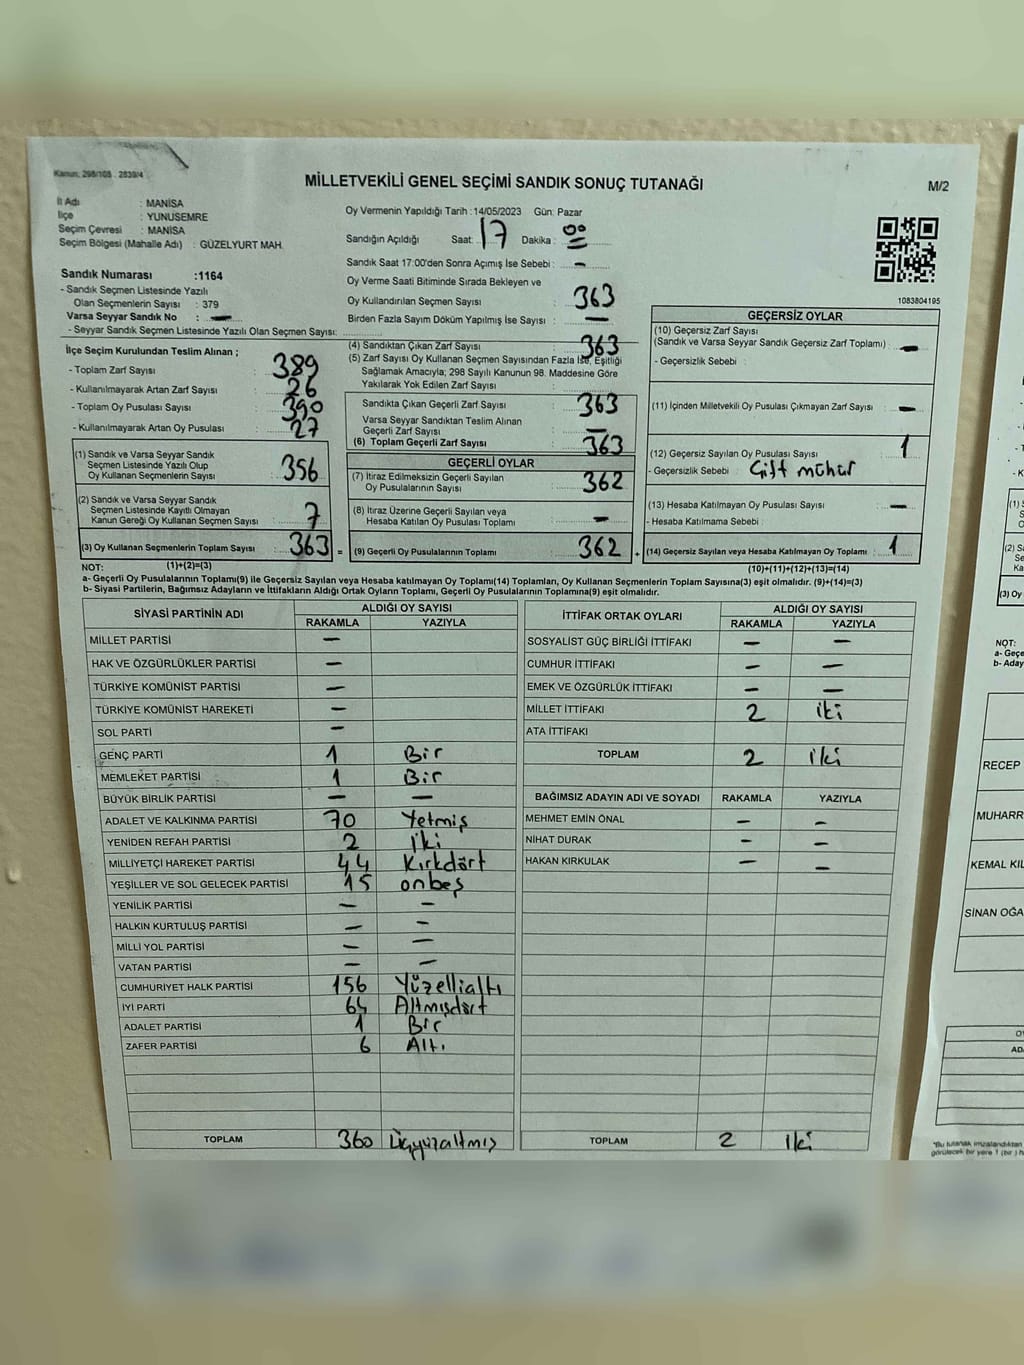 Kanun: 298/105 - 2839/4
MİLLETVEKİLİ GENEL SEÇİMİ SANDIK SONUÇ TUTANAĞI
M/2
İl Adı : MANİSA
İlçe : YUNUSEMRE
Seçim Çevresi : MANİSA
Seçim Bölgesi (Mahalle Adı) : GÜZELYURT MAH.
Sandık Numarası :1164
- Sandık Seçmen Listesinde Yazılı
Olan Seçmenlerin Sayısı : 379
Varsa Seyyar Sandık No : —
- Seyyar Sandık Seçmen Listesinde Yazılı Olan Seçmen Sayısı:
Oy Vermenin Yapıldığı Tarih : 14/05/2023 Gün: Pazar
Sandığın Açıldığı Saat: 17 Dakika: 00
Sandık Saat 17:00'den Sonra Açımış İse Sebebi : —
Oy Verme Saati Bitiminde Sırada Bekleyen ve
Oy Kullandırılan Seçmen Sayısı : 363
Birden Fazla Sayım Döküm Yapılmış İse Sayısı : —
1083804195
İlçe Seçim Kurulundan Teslim Alınan ;
- Toplam Zarf Sayısı : 389
- Kullanılmayarak Artan Zarf Sayısı : 26
- Toplam Oy Pusulası Sayısı : 390
- Kullanılmayarak Artan Oy Pusulası : 27
(4) Sandıktan Çıkan Zarf Sayısı : 363
(5) Zarf Sayısı Oy Kullanan Seçmen Sayısından Fazla İse, Eşitliği
Sağlamak Amacıyla; 298 Sayılı Kanunun 98. Maddesine Göre
Yakılarak Yok Edilen Zarf Sayısı :
Sandıkta Çıkan Geçerli Zarf Sayısı : 363
Varsa Seyyar Sandıktan Teslim Alınan
Geçerli Zarf Sayısı : —
(6) Toplam Geçerli Zarf Sayısı : 363
GEÇERSİZ OYLAR
(10) Geçersiz Zarf Sayısı
(Sandık ve Varsa Seyyar Sandık Geçersiz Zarf Toplamı) : —
- Geçersizlik Sebebi :
(11) İçinden Milletvekili Oy Pusulası Çıkmayan Zarf Sayısı : —
(12) Geçersiz Sayılan Oy Pusulası Sayısı : 1
- Geçersizlik Sebebi : Çift mühür
(13) Hesaba Katılmayan Oy Pusulası Sayısı : —
- Hesaba Katılmama Sebebi :
(1) Sandık ve Varsa Seyyar Sandık
Seçmen Listesinde Yazılı Olup
Oy Kullanan Seçmenlerin Sayısı : 356
(2) Sandık ve Varsa Seyyar Sandık
Seçmen Listesinde Kayıtlı Olmayan
Kanun Gereği Oy Kullanan Seçmen Sayısı : 7
GEÇERLİ OYLAR
(7) İtiraz Edilmeksizin Geçerli Sayılan
Oy Pusulalarının Sayısı : 362
(8) İtiraz Üzerine Geçerli Sayılan veya
Hesaba Katılan Oy Pusulası Toplamı : —
(3) Oy Kullanan Seçmenlerin Toplam Sayısı : 363 = (9) Geçerli Oy Pusulalarının Toplamı : 362 + (14) Geçersiz Sayılan veya Hesaba Katılmayan Oy Toplamı : 1
NOT: (1)+(2)=(3) (10)+(11)+(12)+(13)=(14)
a- Geçerli Oy Pusulalarının Toplamı(9) ile Geçersiz Sayılan veya Hesaba katılmayan Oy Toplamı(14) Toplamları, Oy Kullanan Seçmenlerin Toplam Sayısına(3) eşit olmalıdır. (9)+(14)=(3)
b- Siyasi Partilerin, Bağımsız Adayların ve İttifakların Aldığı Ortak Oyların Toplamı, Geçerli Oy Pusulalarının Toplamına(9) eşit olmalıdır.
SİYASİ PARTİNİN ADI ALDIĞI OY SAYISI
RAKAMLA YAZIYLA
MİLLET PARTİSİ —
HAK VE ÖZGÜRLÜKLER PARTİSİ —
TÜRKİYE KOMÜNİST PARTİSİ —
TÜRKİYE KOMÜNİST HAREKETİ —
SOL PARTİ —
GENÇ PARTİ 1 Bir
MEMLEKET PARTİSİ 1 Bir
BÜYÜK BİRLİK PARTİSİ — —
ADALET VE KALKINMA PARTİSİ 70 Yetmiş
YENİDEN REFAH PARTİSİ 2 İki
MİLLİYETÇİ HAREKET PARTİSİ 44 Kırkdört
YEŞİLLER VE SOL GELECEK PARTİSİ 15 onbeş
YENİLİK PARTİSİ — —
HALKIN KURTULUŞ PARTİSİ — —
MİLLİ YOL PARTİSİ — —
VATAN PARTİSİ — —
CUMHURİYET HALK PARTİSİ 156 Yüzellialtı
İYİ PARTİ 64 Altmışdört
ADALET PARTİSİ 1 Bir
ZAFER PARTİSİ 6 Altı
TOPLAM 360 Üçyüzaltmış
İTTİFAK ORTAK OYLARI ALDIĞI OY SAYISI
RAKAMLA YAZIYLA
SOSYALİST GÜÇ BİRLİĞİ İTTİFAKI — —
CUMHUR İTTİFAKI — —
EMEK VE ÖZGÜRLÜK İTTİFAKI — —
MİLLET İTTİFAKI 2 iki
ATA İTTİFAKI
TOPLAM 2 iki
BAĞIMSIZ ADAYIN ADI VE SOYADI RAKAMLA YAZIYLA
MEHMET EMİN ÖNAL — —
NİHAT DURAK — —
HAKAN KIRKULAK — —
TOPLAM 2 iki
(1)
(2)
(3) Oy
NOT:
a- Geçe
b- Aday
RECEP
MUHARR
KEMAL KIL
SİNAN OĞA
*Bu tutanak imzalandıktan
görülecek bir yere 1 (bir)